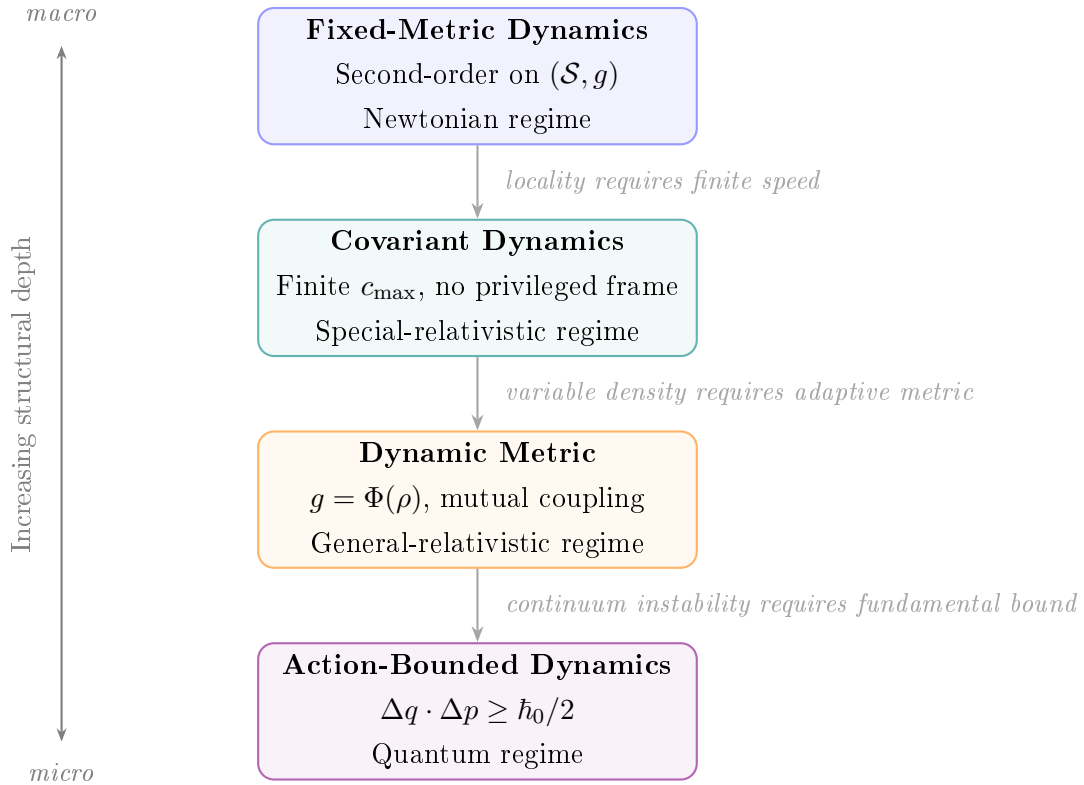 macro
Fixed-Metric Dynamics
Second-order on (𝒮, g)
Newtonian regime
locality requires finite speed
Covariant Dynamics
Finite c_max, no privileged frame
Special-relativistic regime
variable density requires adaptive metric
Increasing structural depth
Dynamic Metric
g = Φ(ρ), mutual coupling
General-relativistic regime
continuum instability requires fundamental bound
Action-Bounded Dynamics
Δq · Δp ≥ ℏ₀/2
Quantum regime
micro